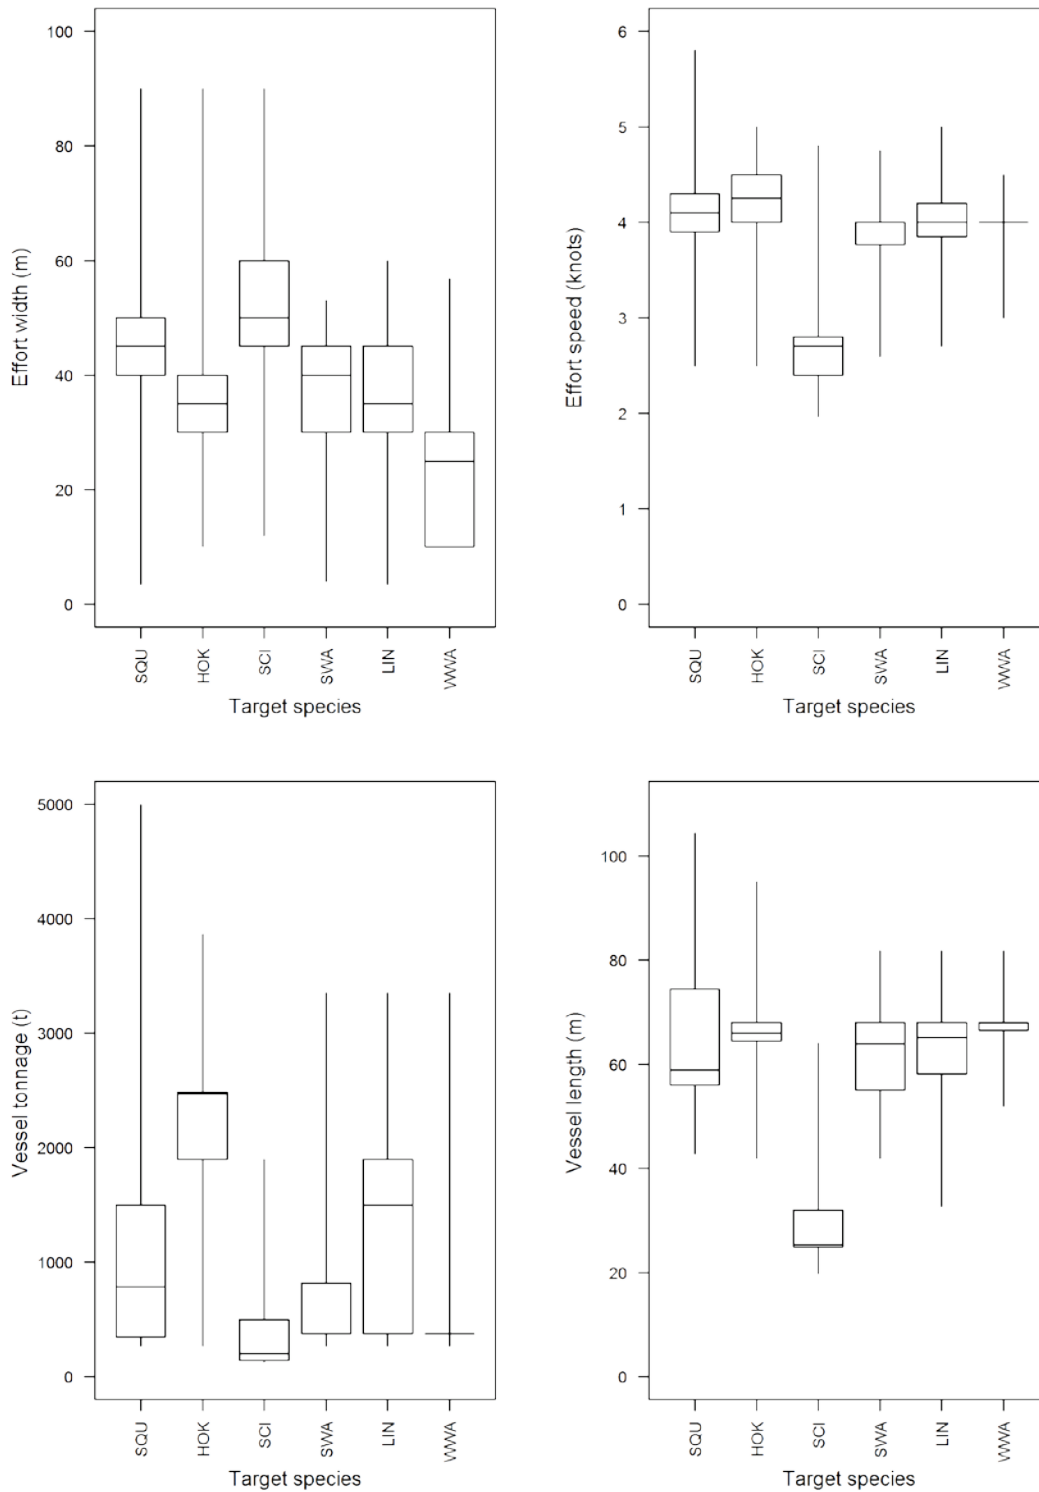 Effort width (m)
100
80
60
40
20
0
SQU
HOK
SCI
SWA
LIN
WWA
Target species
Effort speed (knots)
6
5
4
3
2
1
0
SQU
HOK
SCI
SWA
LIN
WWA
Target species
Vessel tonnage (t)
5000
4000
3000
2000
1000
0
SQU
HOK
SCI
SWA
LIN
WWA
Target species
Vessel length (m)
100
80
60
40
20
0
SQU
HOK
SCI
SWA
LIN
WWA
Target species